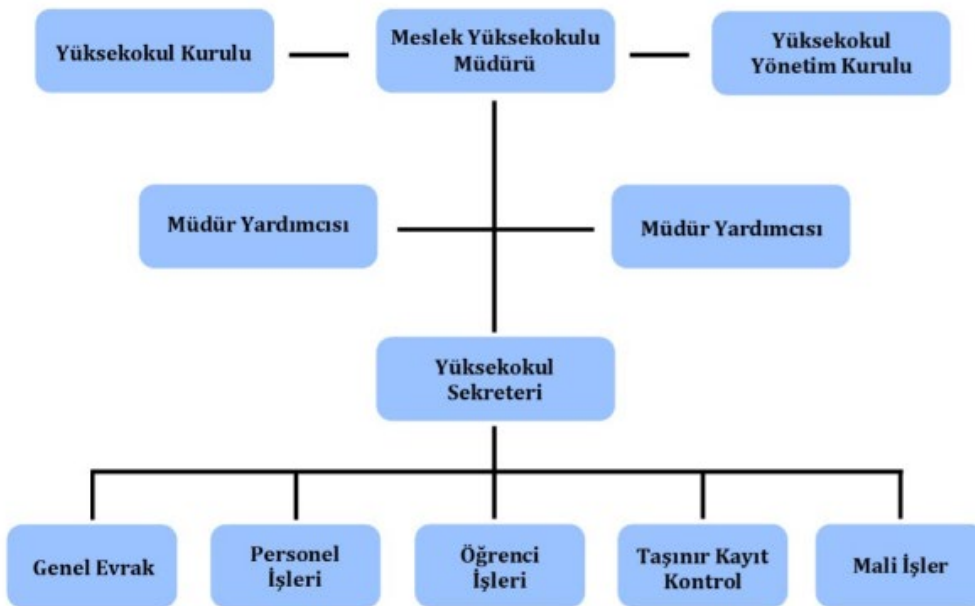 Yüksekokul Kurulu
Meslek Yüksekokulu
Müdürü
Yüksekokul
Yönetim Kurulu
Müdür Yardımcısı
Müdür Yardımcısı
Yüksekokul
Sekreteri
Genel Evrak
Personel
İşleri
Öğrenci
İşleri
Taşınır Kayıt
Kontrol
Mali İşler